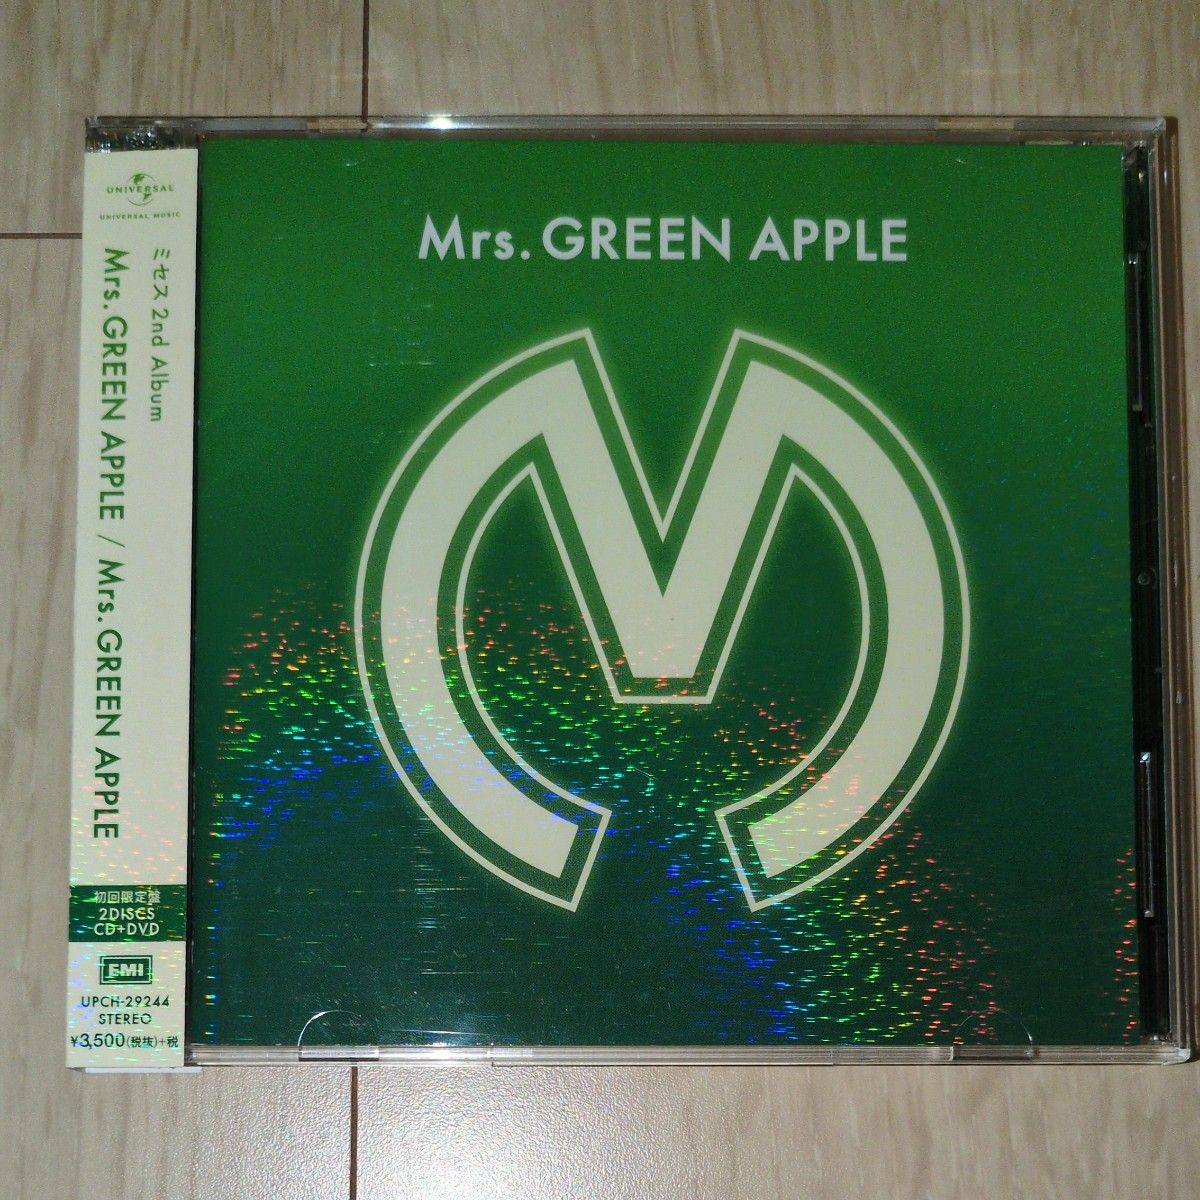 UNIVERSAL
UNIVERSAL MUSIC
ミセス 2nd Album
Mrs. GREEN APPLE / Mrs. GREEN APPLE
初回限定盤
2DISCS
CD+DVD
EMI
UPCH-29244
STEREO
¥3,500(税抜)+税
Mrs. GREEN APPLE
M